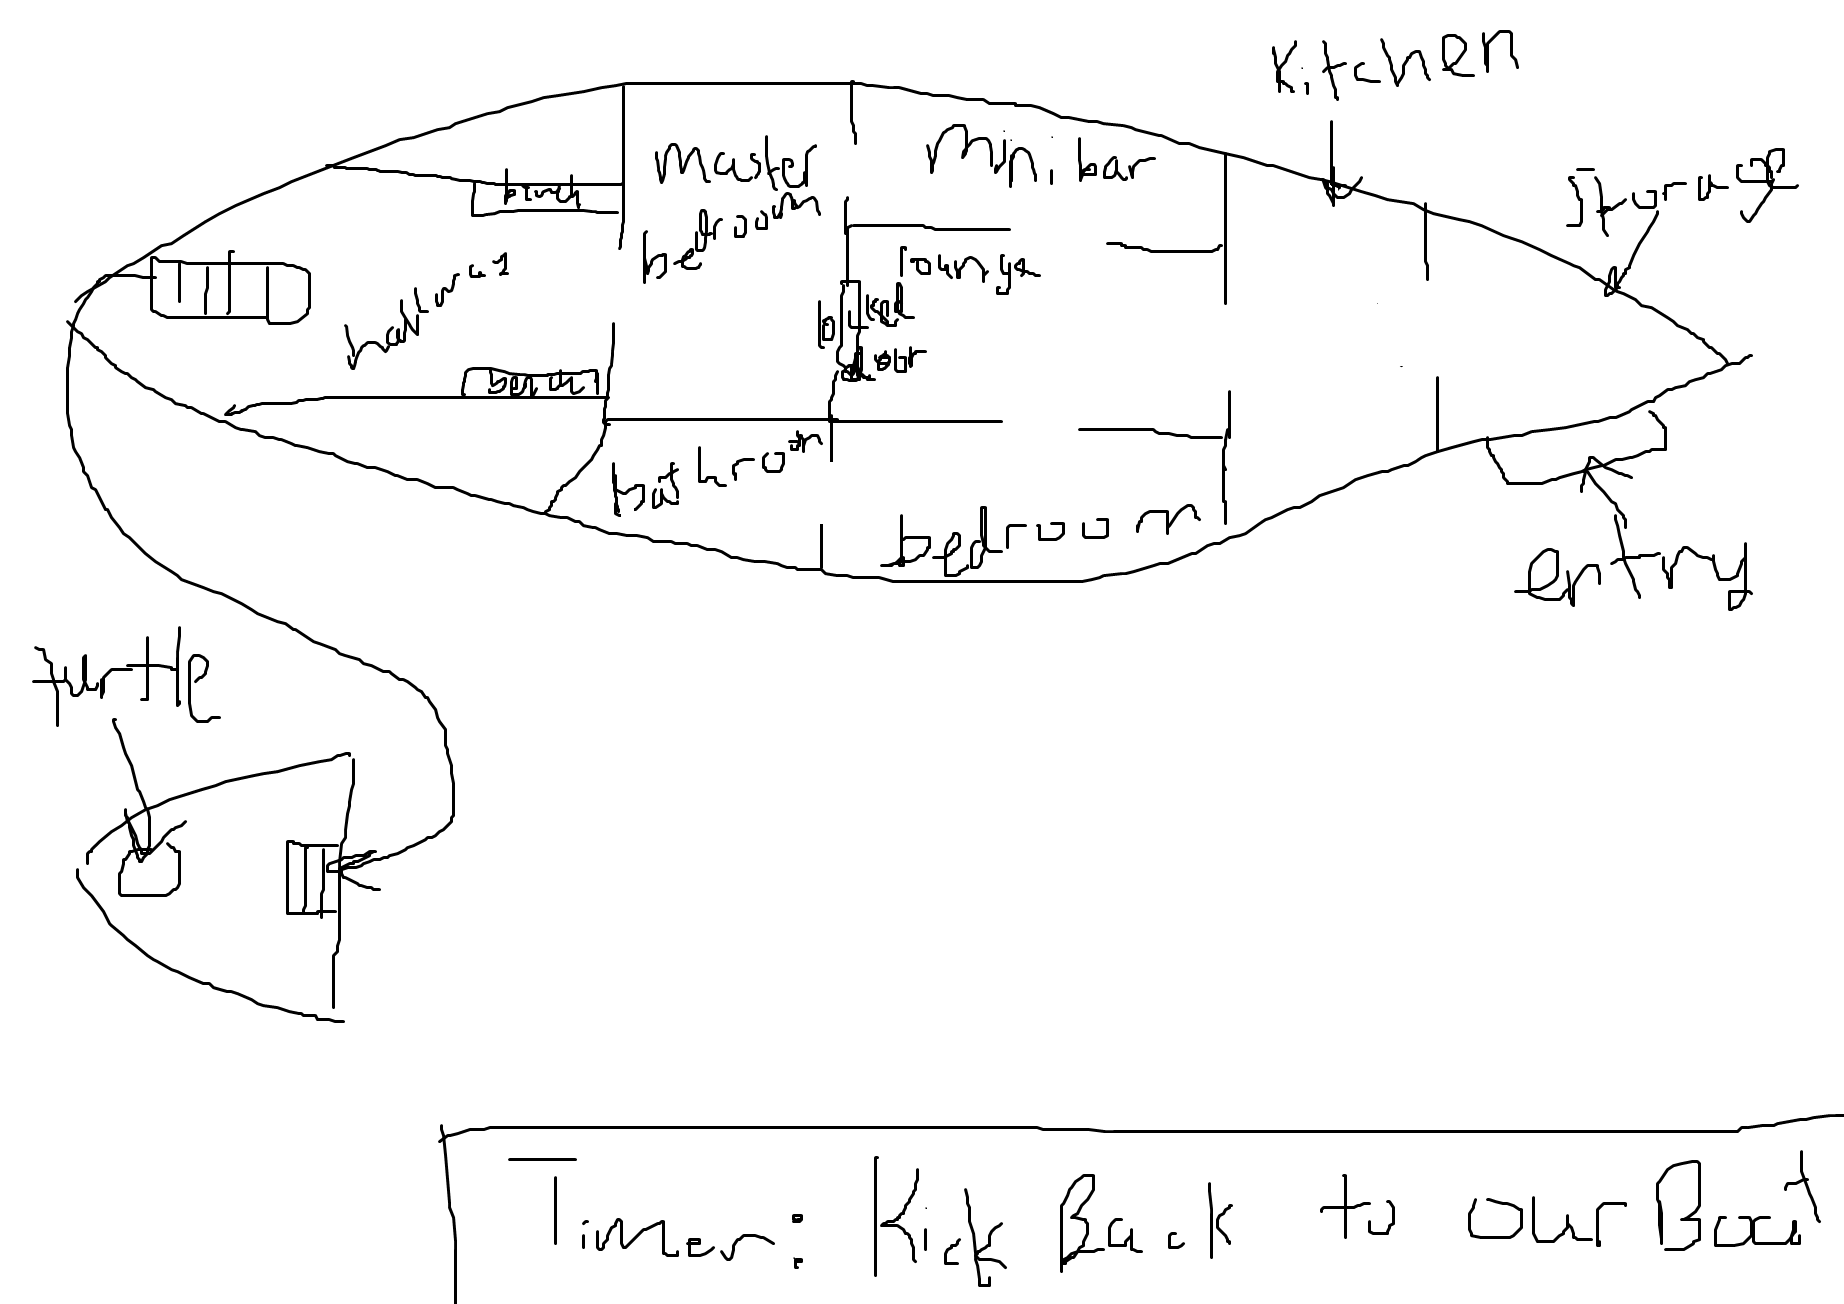 Kitchen
Storage
Mini bar
Master
bedroom
bench
lounge
hallway
locked
door
bench
bathroom
bedroom
entry
turtle
Timer: Kick Back to our Boat